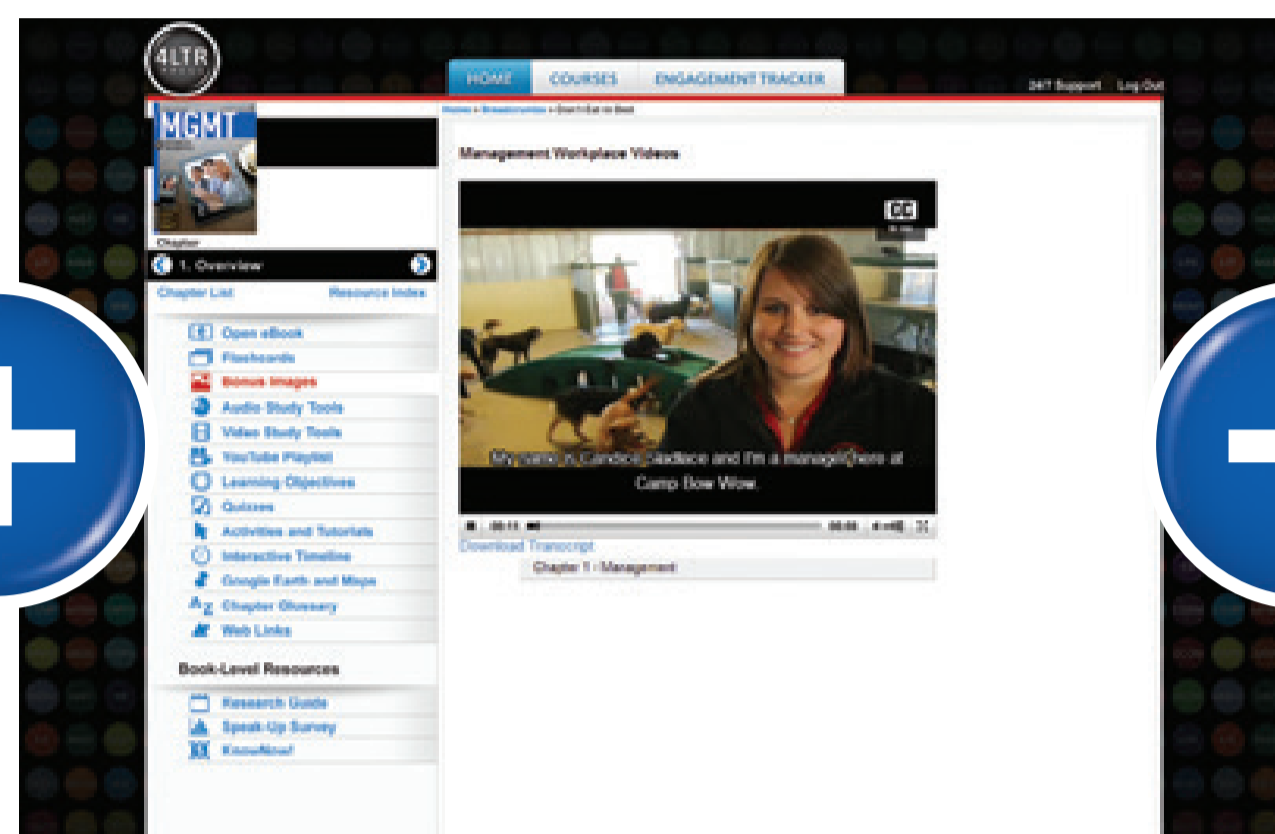 4LTR
HOME COURSES ENGAGEMENT TRACKER
24/7 Support Log Out
MGMT
Management Workplace Videos
CC
Chapter
1. Overview
Chapter List Resource Index
Open eBook
Flashcards
Bonus Images
Audio Study Tools
Video Study Tools
YouTube Playlist
Learning Objectives
Quizzes
Activities and Tutorials
Interactive Timeline
Google Earth and Maps
AZ Chapter Glossary
Web Links
My name is Candice and I'm a manager here at
Camp Bow Wow.
Download Transcript
Chapter 1 - Management
Book-Level Resources
Research Guide
Speak-Up Survey
KnowNow!